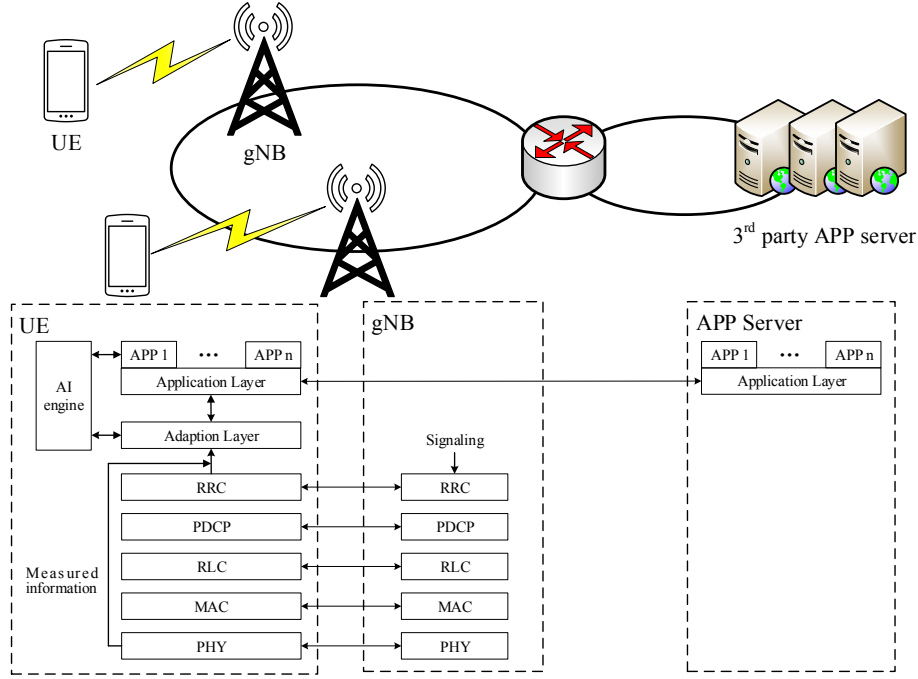 UE
gNB
3rd party APP server
UE
gNB
APP Server
APP 1
...
APP n
Application Layer
AI
engine
Adaption Layer
Signaling
RRC
RRC
PDCP
PDCP
RLC
RLC
MAC
MAC
PHY
PHY
Measured
information
APP 1
...
APP n
Application Layer